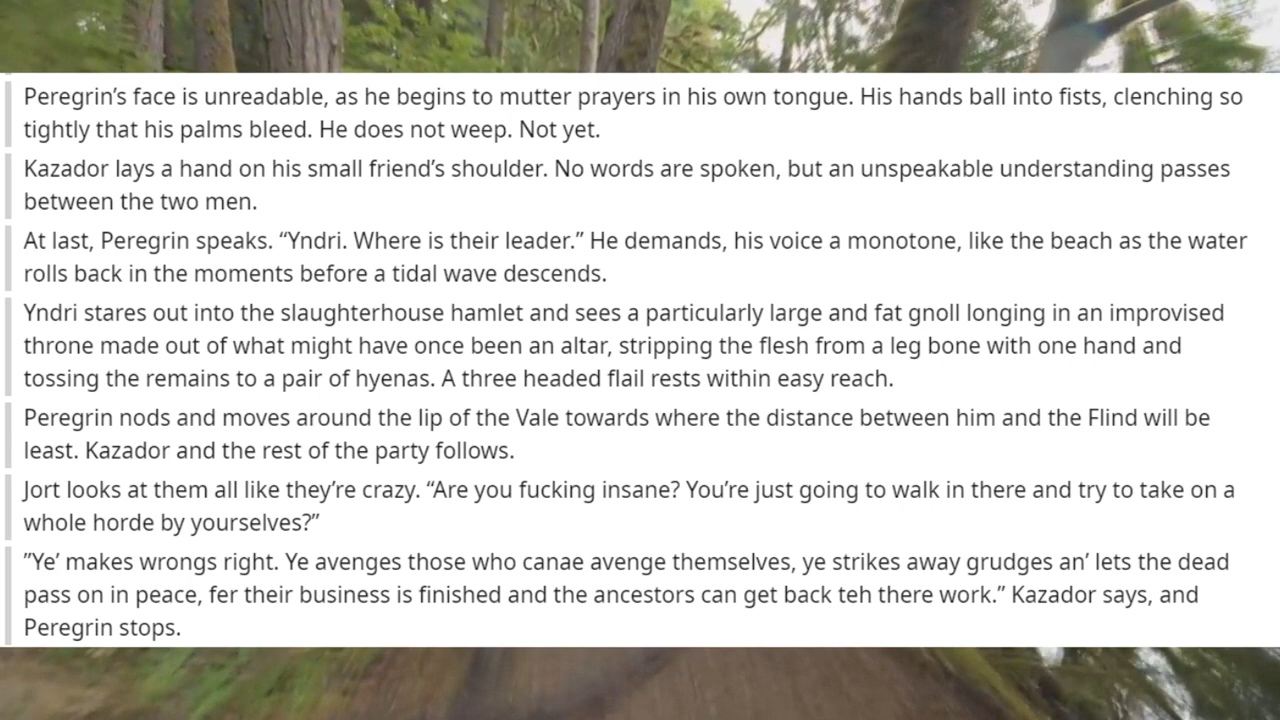 Peregrin’s face is unreadable, as he begins to mutter prayers in his own tongue. His hands ball into fists, clenching so
tightly that his palms bleed. He does not weep. Not yet.
Kazador lays a hand on his small friend’s shoulder. No words are spoken, but an unspeakable understanding passes
between the two men.
At last, Peregrin speaks. “Yndri. Where is their leader.” He demands, his voice a monotone, like the beach as the water
rolls back in the moments before a tidal wave descends.
Yndri stares out into the slaughterhouse hamlet and sees a particularly large and fat gnoll longing in an improvised
throne made out of what might have once been an altar, stripping the flesh from a leg bone with one hand and
tossing the remains to a pair of hyenas. A three headed flail rests within easy reach.
Peregrin nods and moves around the lip of the Vale towards where the distance between him and the Flind will be
least. Kazador and the rest of the party follows.
Jort looks at them all like they’re crazy. “Are you fucking insane? You’re just going to walk in there and try to take on a
whole horde by yourselves?”
”Ye’ makes wrongs right. Ye avenges those who canae avenge themselves, ye strikes away grudges an’ lets the dead
pass on in peace, fer their business is finished and the ancestors can get back teh there work.” Kazador says, and
Peregrin stops.